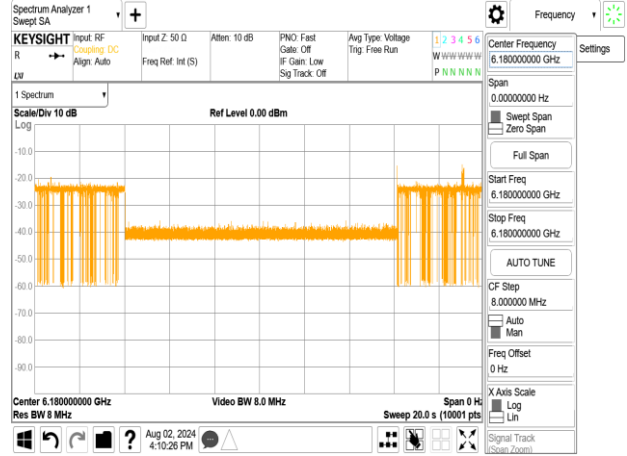 Spectrum Analyzer 1
Swept SA
Frequency
KEYSIGHT
R
Input: RF
Coupling: DC
Align: Auto
Input Z: 50 Ω
Freq Ref: Int (S)
Atten: 10 dB
PNO: Fast
Gate: Off
IF Gain: Low
Sig Track: Off
Avg Type: Voltage
Trig: Free Run
1 2 3 4 5 6
W W W W W W
P N N N N N
1 Spectrum
Scale/Div 10 dB
Ref Level 0.00 dBm
Log
-10.0
-20.0
-30.0
-40.0
-50.0
-60.0
-70.0
-80.0
-90.0
Center 6.180000000 GHz
Video BW 8.0 MHz
Span 0 Hz
Res BW 8 MHz
Sweep 20.0 s (10001 pts
Aug 02, 2024
4:10:26 PM
Center Frequency
6.180000000 GHz
Settings
Span
0.00000000 Hz
Swept Span
Zero Span
Full Span
Start Freq
6.180000000 GHz
Stop Freq
6.180000000 GHz
AUTO TUNE
CF Step
8.000000 MHz
Auto
Man
Freq Offset
0 Hz
X Axis Scale
Log
Lin
Signal Track
(Span Zoom)